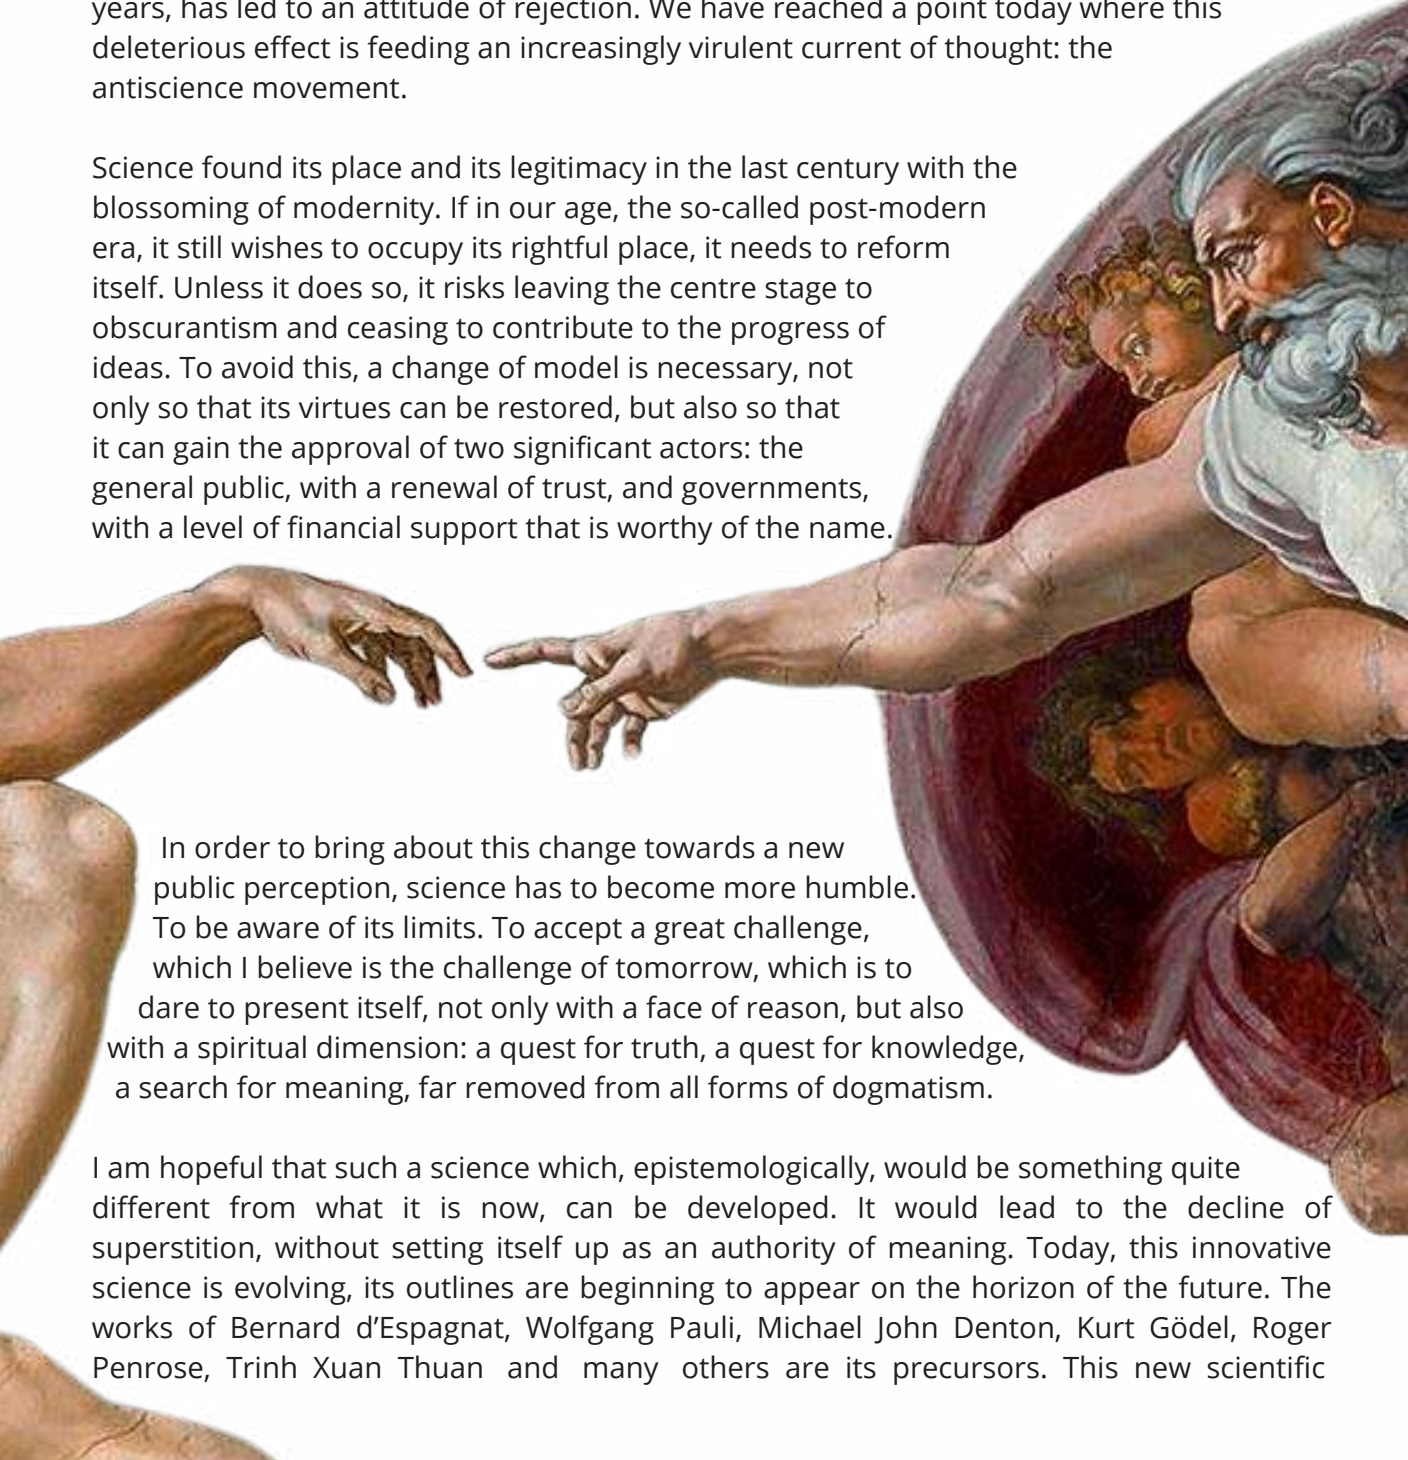 years, has led to an attitude of rejection. We have reached a point today where this
deleterious effect is feeding an increasingly virulent current of thought: the
antiscience movement.
Science found its place and its legitimacy in the last century with the
blossoming of modernity. If in our age, the so-called post-modern
era, it still wishes to occupy its rightful place, it needs to reform
itself. Unless it does so, it risks leaving the centre stage to
obscurantism and ceasing to contribute to the progress of
ideas. To avoid this, a change of model is necessary, not
only so that its virtues can be restored, but also so that
it can gain the approval of two significant actors: the
general public, with a renewal of trust, and governments,
with a level of financial support that is worthy of the name.
In order to bring about this change towards a new
public perception, science has to become more humble.
To be aware of its limits. To accept a great challenge,
which I believe is the challenge of tomorrow, which is to
dare to present itself, not only with a face of reason, but also
with a spiritual dimension: a quest for truth, a quest for knowledge,
a search for meaning, far removed from all forms of dogmatism.
I am hopeful that such a science which, epistemologically, would be something quite
different from what it is now, can be developed. It would lead to the decline of
superstition, without setting itself up as an authority of meaning. Today, this innovative
science is evolving, its outlines are beginning to appear on the horizon of the future. The
works of Bernard d’Espagnat, Wolfgang Pauli, Michael John Denton, Kurt Gödel, Roger
Penrose, Trinh Xuan Thuan and many others are its precursors. This new scientific